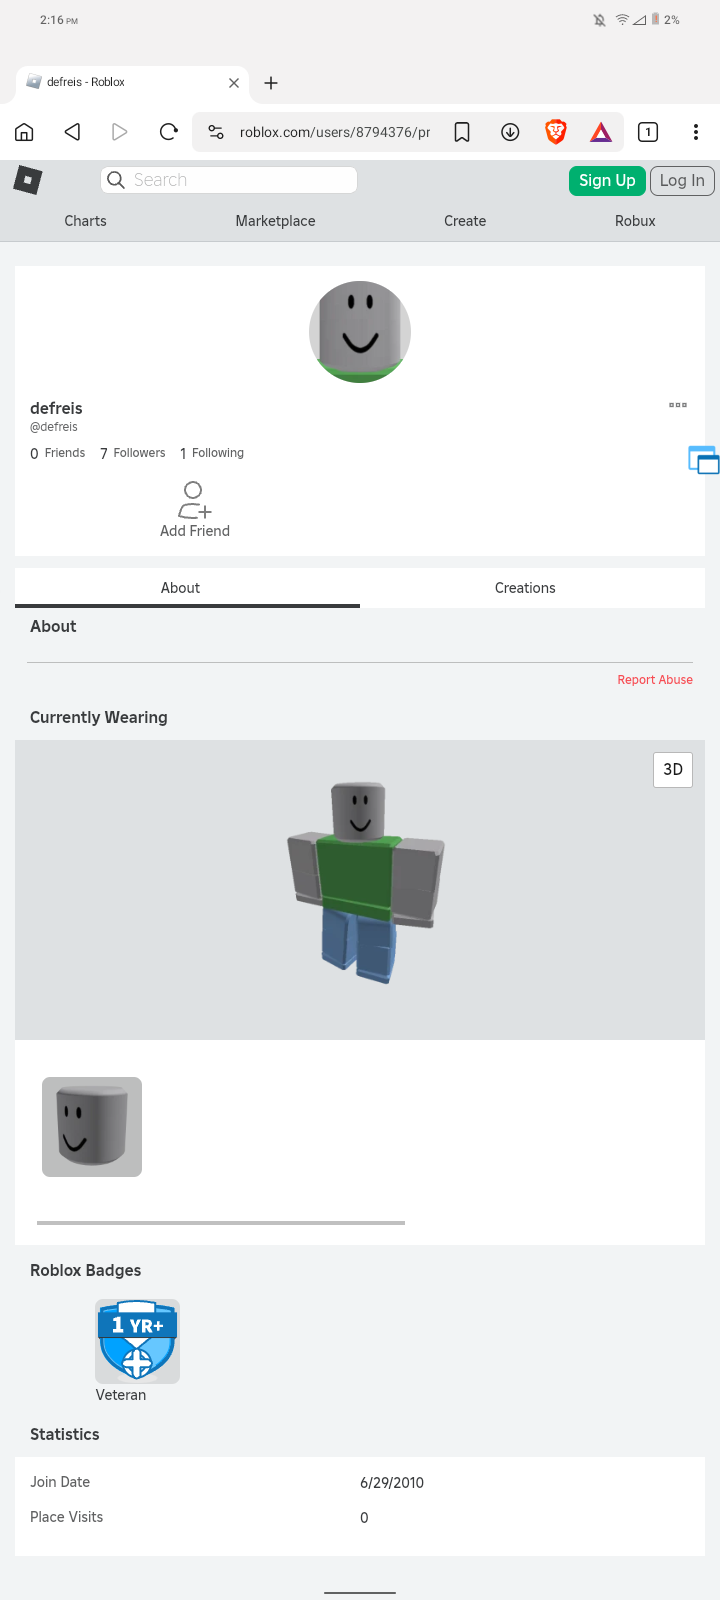 2:16 PM
2%
defreis - Roblox
roblox.com/users/8794376/pr
1
Search
Sign Up
Log In
Charts
Marketplace
Create
Robux
defreis
@defreis
0 Friends 7 Followers 1 Following
Add Friend
About
Creations
About
Report Abuse
Currently Wearing
3D
Roblox Badges
1 YR+
Veteran
Statistics
Join Date 6/29/2010
Place Visits 0